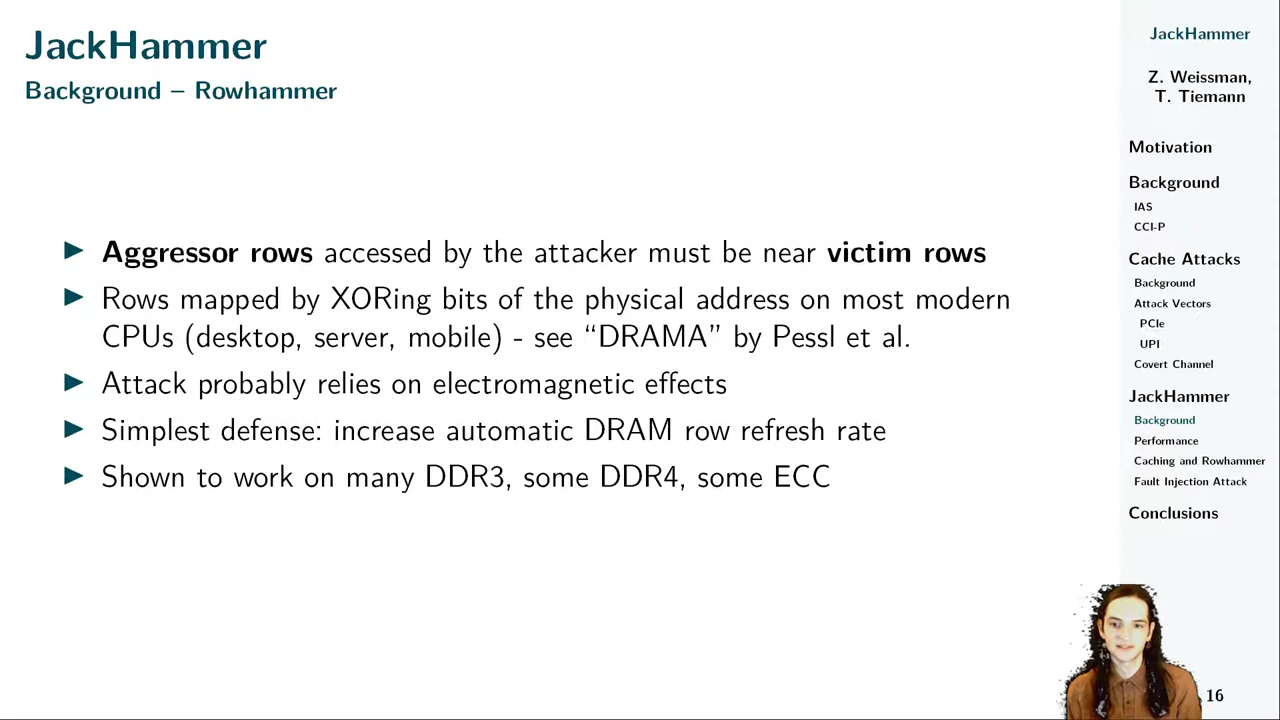 JackHammer
Background – Rowhammer
▶ Aggressor rows accessed by the attacker must be near victim rows
▶ Rows mapped by XORing bits of the physical address on most modern
CPUs (desktop, server, mobile) - see “DRAMA” by Pessl et al.
▶ Attack probably relies on electromagnetic effects
▶ Simplest defense: increase automatic DRAM row refresh rate
▶ Shown to work on many DDR3, some DDR4, some ECC
JackHammer
Z. Weissman,
T. Tiemann
Motivation
Background
IAS
CCI-P
Cache Attacks
Background
Attack Vectors
PCIe
UPI
Covert Channel
JackHammer
Background
Performance
Caching and Rowhammer
Fault Injection Attack
Conclusions
16